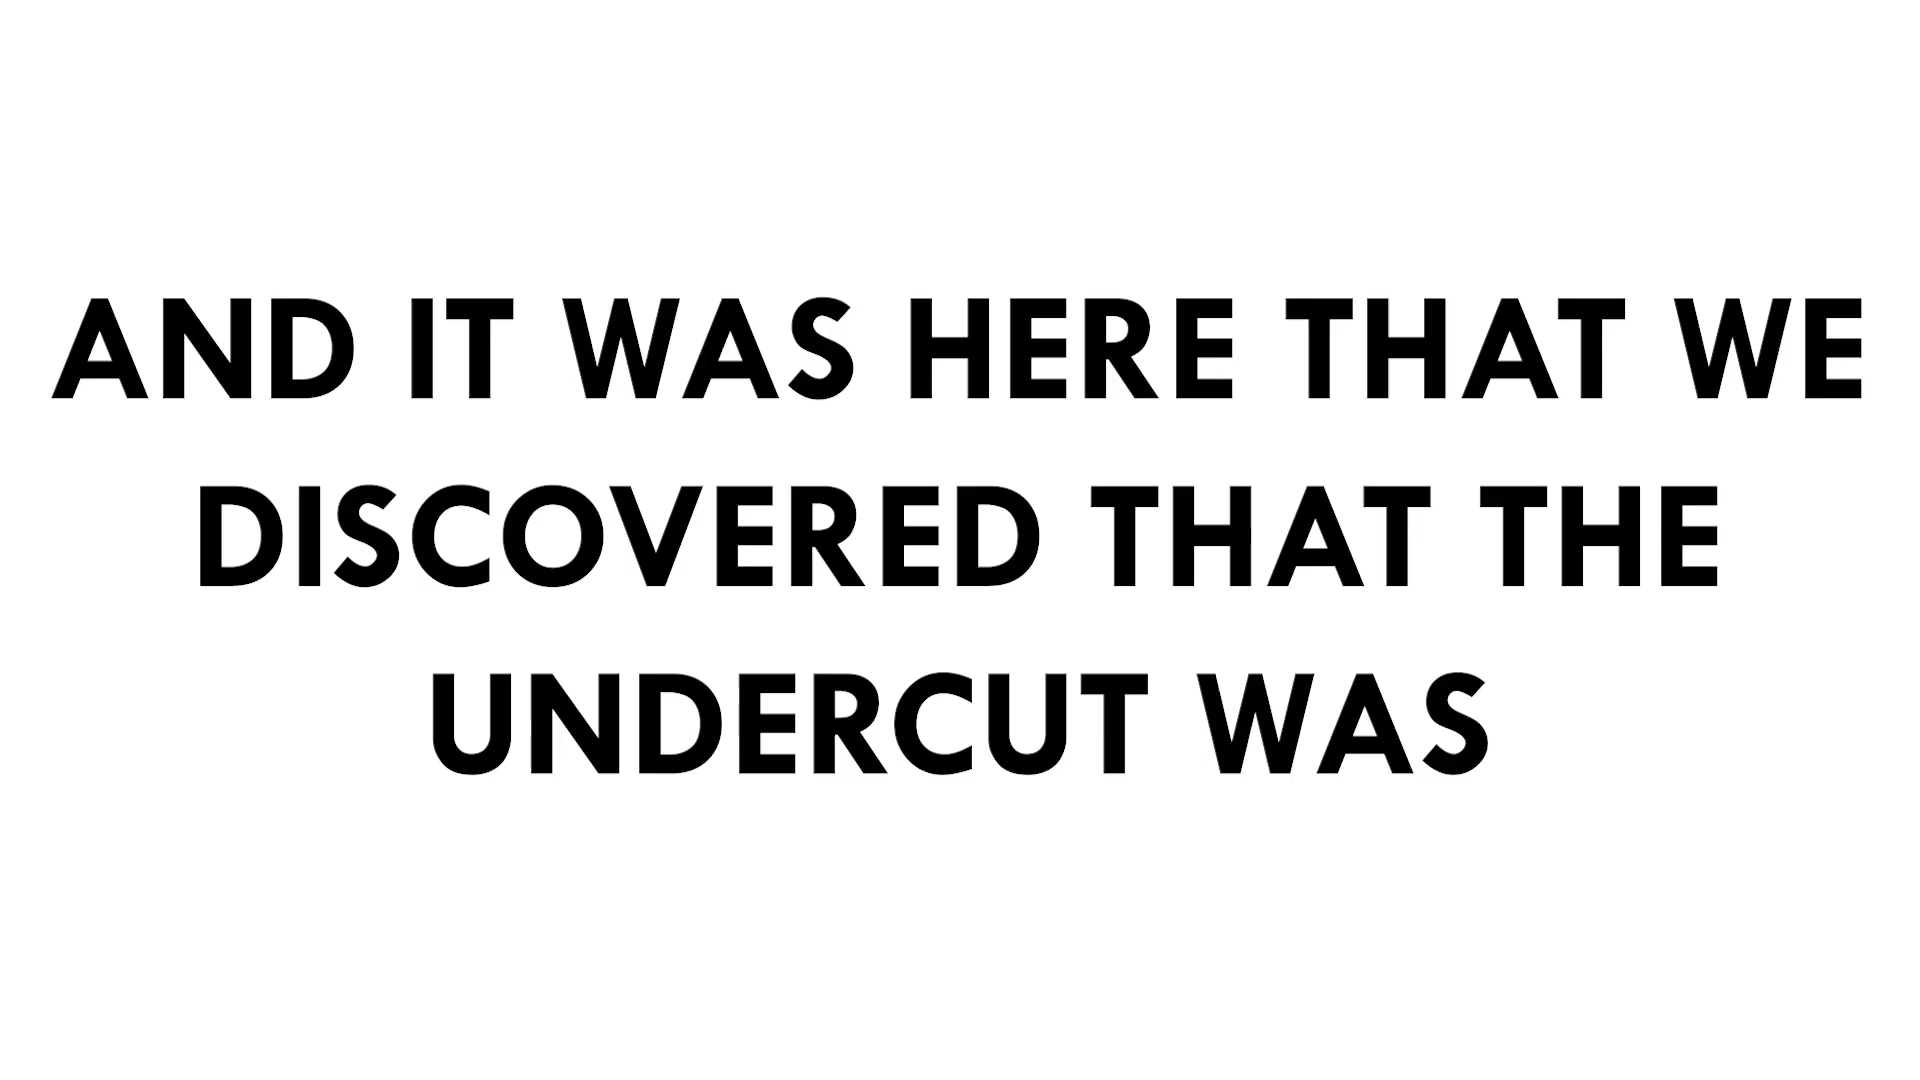 AND IT WAS HERE THAT WE
DISCOVERED THAT THE
UNDERCUT WAS